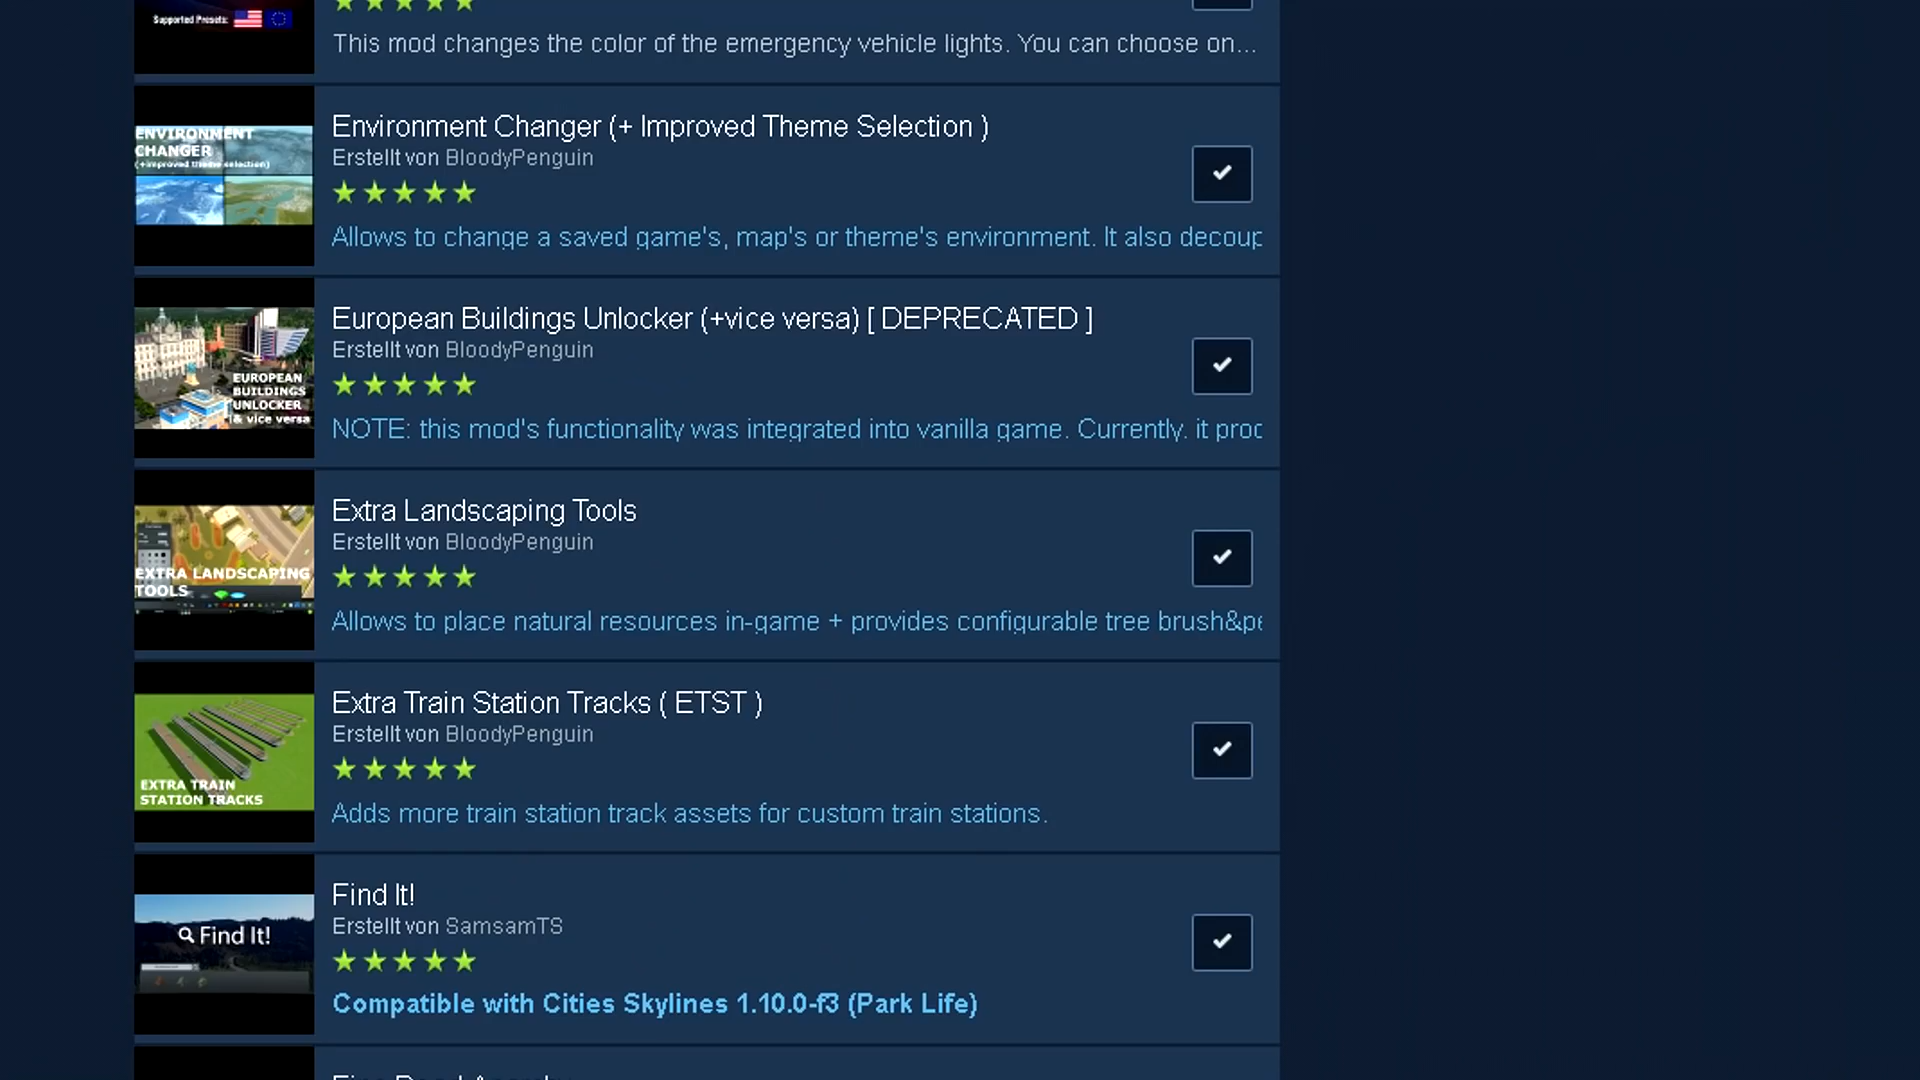 Supported Presets:
This mod changes the color of the emergency vehicle lights. You can choose on...
ENVIRONMENT
CHANGER
(+improved theme selection)
Environment Changer (+ Improved Theme Selection )
Erstellt von BloodyPenguin
Allows to change a saved game's, map's or theme's environment. It also decoup
EUROPEAN
BUILDINGS
UNLOCKER
& vice versa
European Buildings Unlocker (+vice versa) [ DEPRECATED ]
Erstellt von BloodyPenguin
NOTE: this mod's functionality was integrated into vanilla game. Currently, it proc
EXTRA LANDSCAPING
TOOLS
Extra Landscaping Tools
Erstellt von BloodyPenguin
Allows to place natural resources in-game + provides configurable tree brush&pe
EXTRA TRAIN
STATION TRACKS
Extra Train Station Tracks ( ETST )
Erstellt von BloodyPenguin
Adds more train station track assets for custom train stations.
Find It!
Find It!
Erstellt von SamsamTS
Compatible with Cities Skylines 1.10.0-f3 (Park Life)